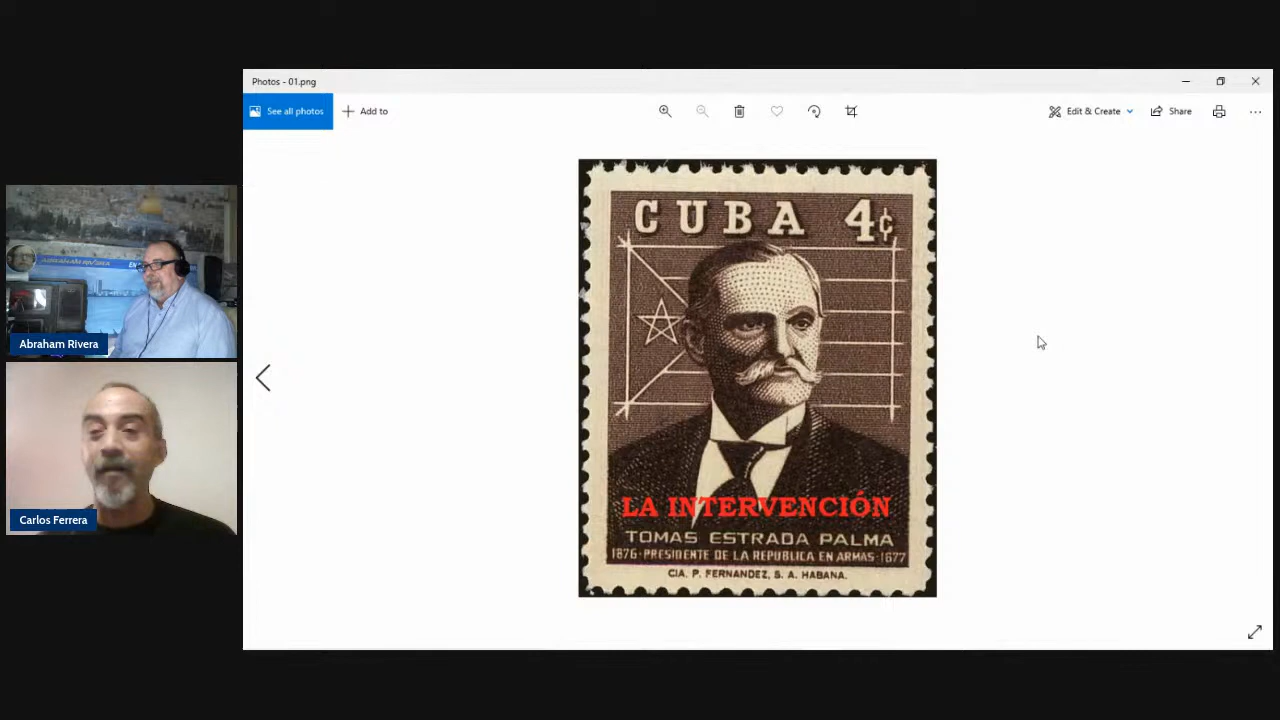 Photos - 01.png
See all photos
Add to
Edit & Create
Share
CUBA 4¢
LA INTERVENCIÓN
TOMAS ESTRADA PALMA
1876-PRESIDENTE DE LA REPUBLICA EN ARMAS-1877
CIA. P. FERNANDEZ, S. A. HABANA.
Abraham Rivera
Carlos Ferrera